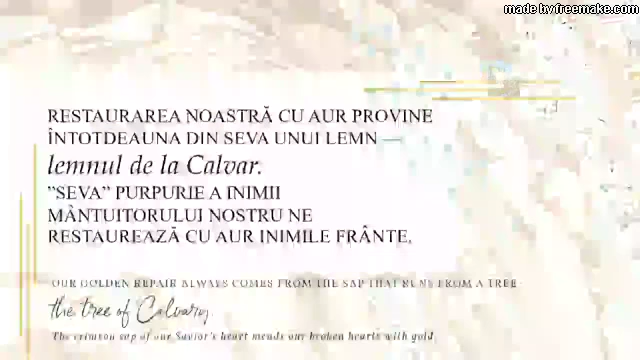 made by freemake.com
RESTAURAREA NOASTRĂ CU AUR PROVINE
ÎNTOTDEAUNA DIN SEVA UNUI LEMN —
lemnul de la Calvar.
”SEVA” PURPURIE A INIMII
MÂNTUITORULUI NOSTRU NE
RESTAUREAZĂ CU AUR INIMILE FRÂNTE,
OUR GOLDEN REPAIR ALWAYS COMES FROM THE SAP THAT RUNS FROM A TREE
the tree of Calvary.
The crimson sap of our Savior's heart mends our broken hearts with gold